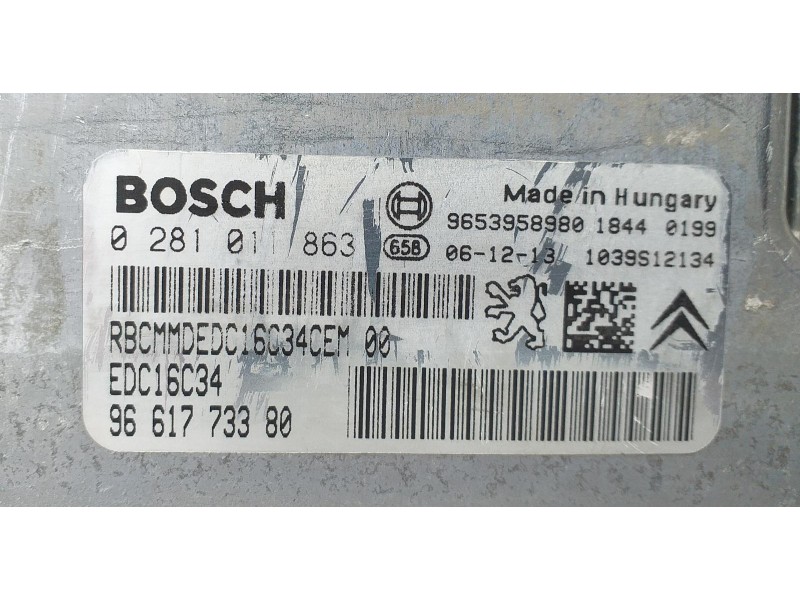 BOSCH
0 281 011 863
658
Made in Hungary
9653958980 1844 0199
06-12-13 1039S12134
RBCMMDEDC16C34CEM 00
EDC16C34
96 617 733 80